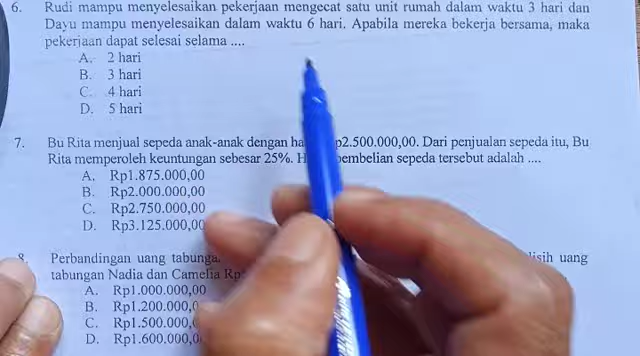 6. Rudi mampu menyelesaikan pekerjaan mengecat satu unit rumah dalam waktu 3 hari dan
Dayu mampu menyelesaikan dalam waktu 6 hari. Apabila mereka bekerja bersama, maka
pekerjaan dapat selesai selama ....
A. 2 hari
B. 3 hari
C. 4 hari
D. 5 hari
7. Bu Rita menjual sepeda anak-anak dengan ha p2.500.000,00. Dari penjualan sepeda itu, Bu
Rita memperoleh keuntungan sebesar 25%. H pembelian sepeda tersebut adalah ....
A. Rp1.875.000,00
B. Rp2.000.000,00
C. Rp2.750.000,00
D. Rp3.125.000,00
8. Perbandingan uang tabunga lisih uang
tabungan Nadia dan Camelia Rp
A. Rp1.000.000,00
B. Rp1.200.000,0
C. Rp1.500.000,
D. Rp1.600.000,0